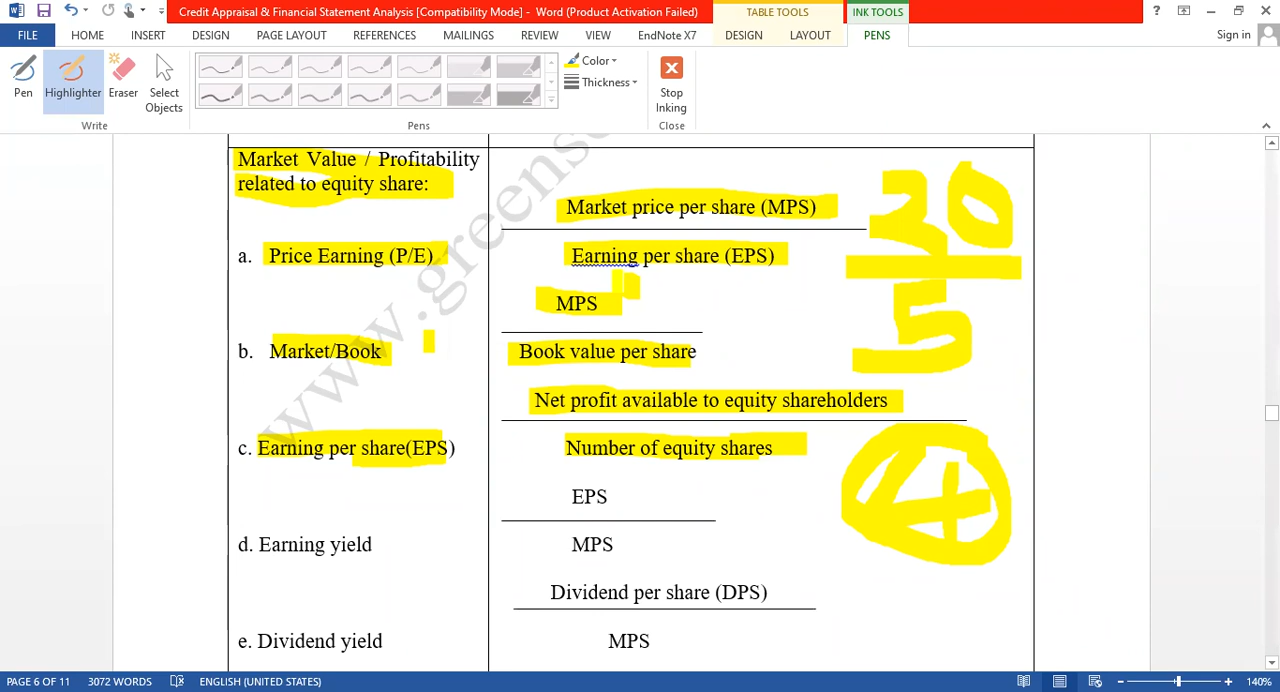 Credit Appraisal & Financial Statement Analysis [Compatibility Mode] - Word (Product Activation Failed)
TABLE TOOLS
INK TOOLS
?
FILE HOME INSERT DESIGN PAGE LAYOUT REFERENCES MAILINGS REVIEW VIEW EndNote X7 DESIGN LAYOUT PENS
Sign in
Pen
Highlighter
Eraser
Select Objects
Color
Thickness
Stop Inking
Write
Pens
Close
Market Value / Profitability
related to equity share:
Market price per share (MPS)
a. Price Earning (P/E)
Earning per share (EPS)
MPS
b. Market/Book
Book value per share
Net profit available to equity shareholders
c. Earning per share(EPS)
Number of equity shares
EPS
d. Earning yield
MPS
Dividend per share (DPS)
e. Dividend yield
MPS
20
5
4
www.greens
PAGE 6 OF 11 3072 WORDS ENGLISH (UNITED STATES)
140%